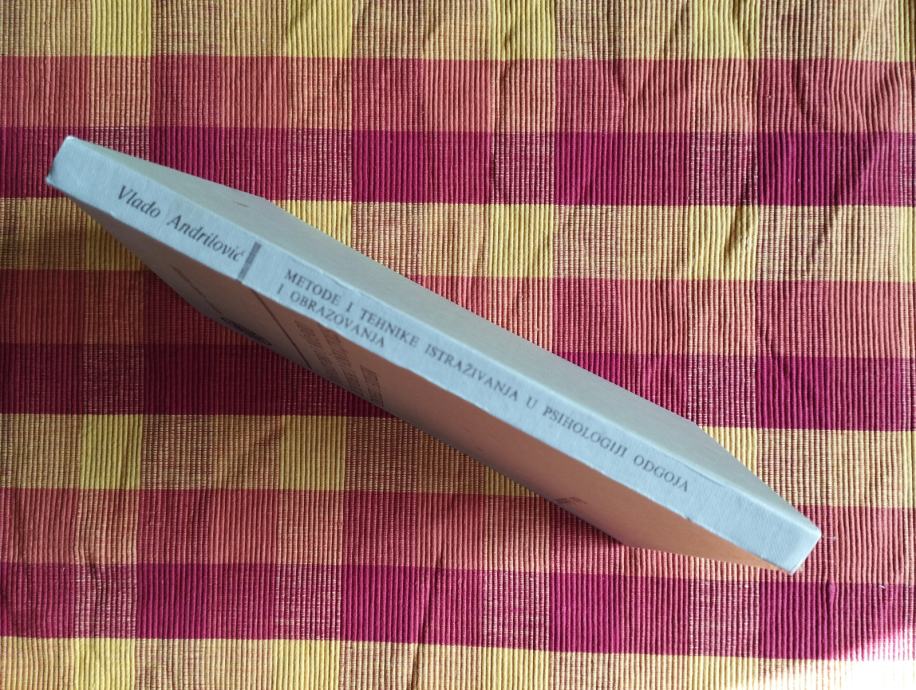 Vlado Andrilović
METODE I TEHNIKE ISTRAŽIVANJA U PSIHOLOGIJI ODGOJA
I OBRAZOVANJA